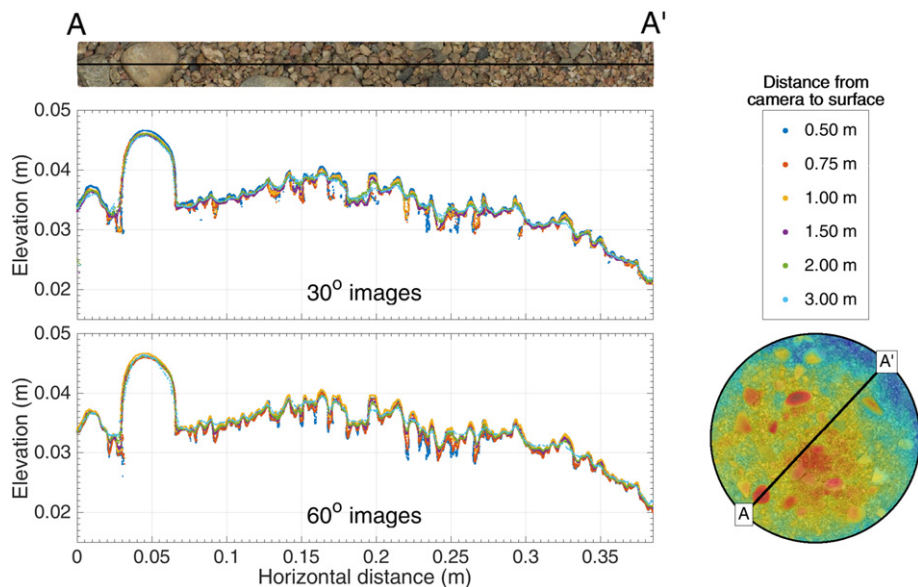 A
A'
Distance from
camera to surface
0.50 m
0.75 m
1.00 m
1.50 m
2.00 m
3.00 m
0.05
0.04
0.03
0.02
Elevation (m)
30° images
0.05
0.04
0.03
0.02
Elevation (m)
60° images
0
0.05
0.1
0.15
0.2
0.25
0.3
0.35
Horizontal distance (m)
A'
A